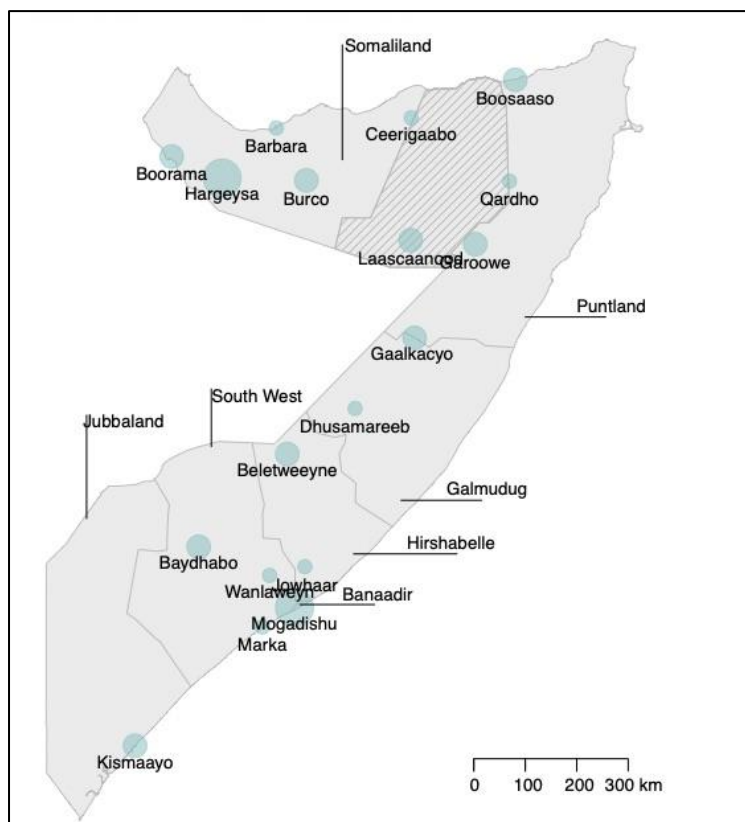 Somaliland
Boosaaso
Ceerigaabo
Barbara
Boorama
Hargeysa
Burco
Qardho
Laascaanood
Garoowe
Puntland
Gaalkacyo
South West
Dhusamareeb
Jubbaland
Beletweeyne
Galmudug
Hirshabelle
Baydhabo
Jowhaar
Wanlaweyn
Banaadir
Mogadishu
Marka
Kismaayo
0 100 200 300 km